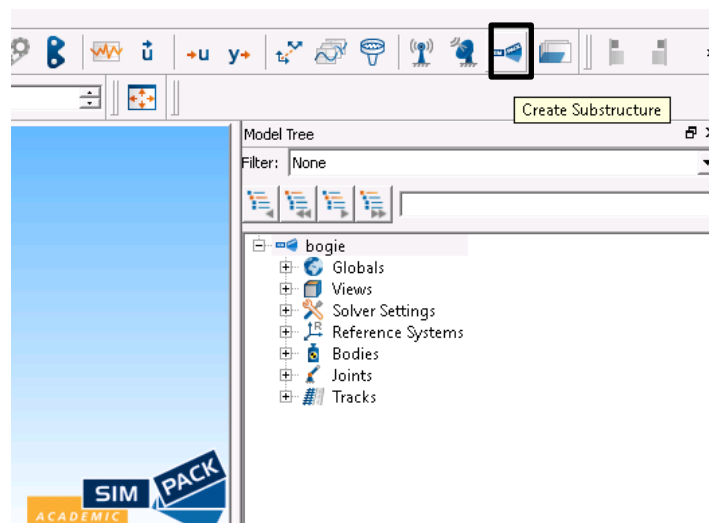 u̇
→u
y→
Create Substructure
Model Tree
Filter: None
bogie
Globals
Views
Solver Settings
R
Reference Systems
Bodies
Joints
Tracks
SIM PACK
ACADEMIC